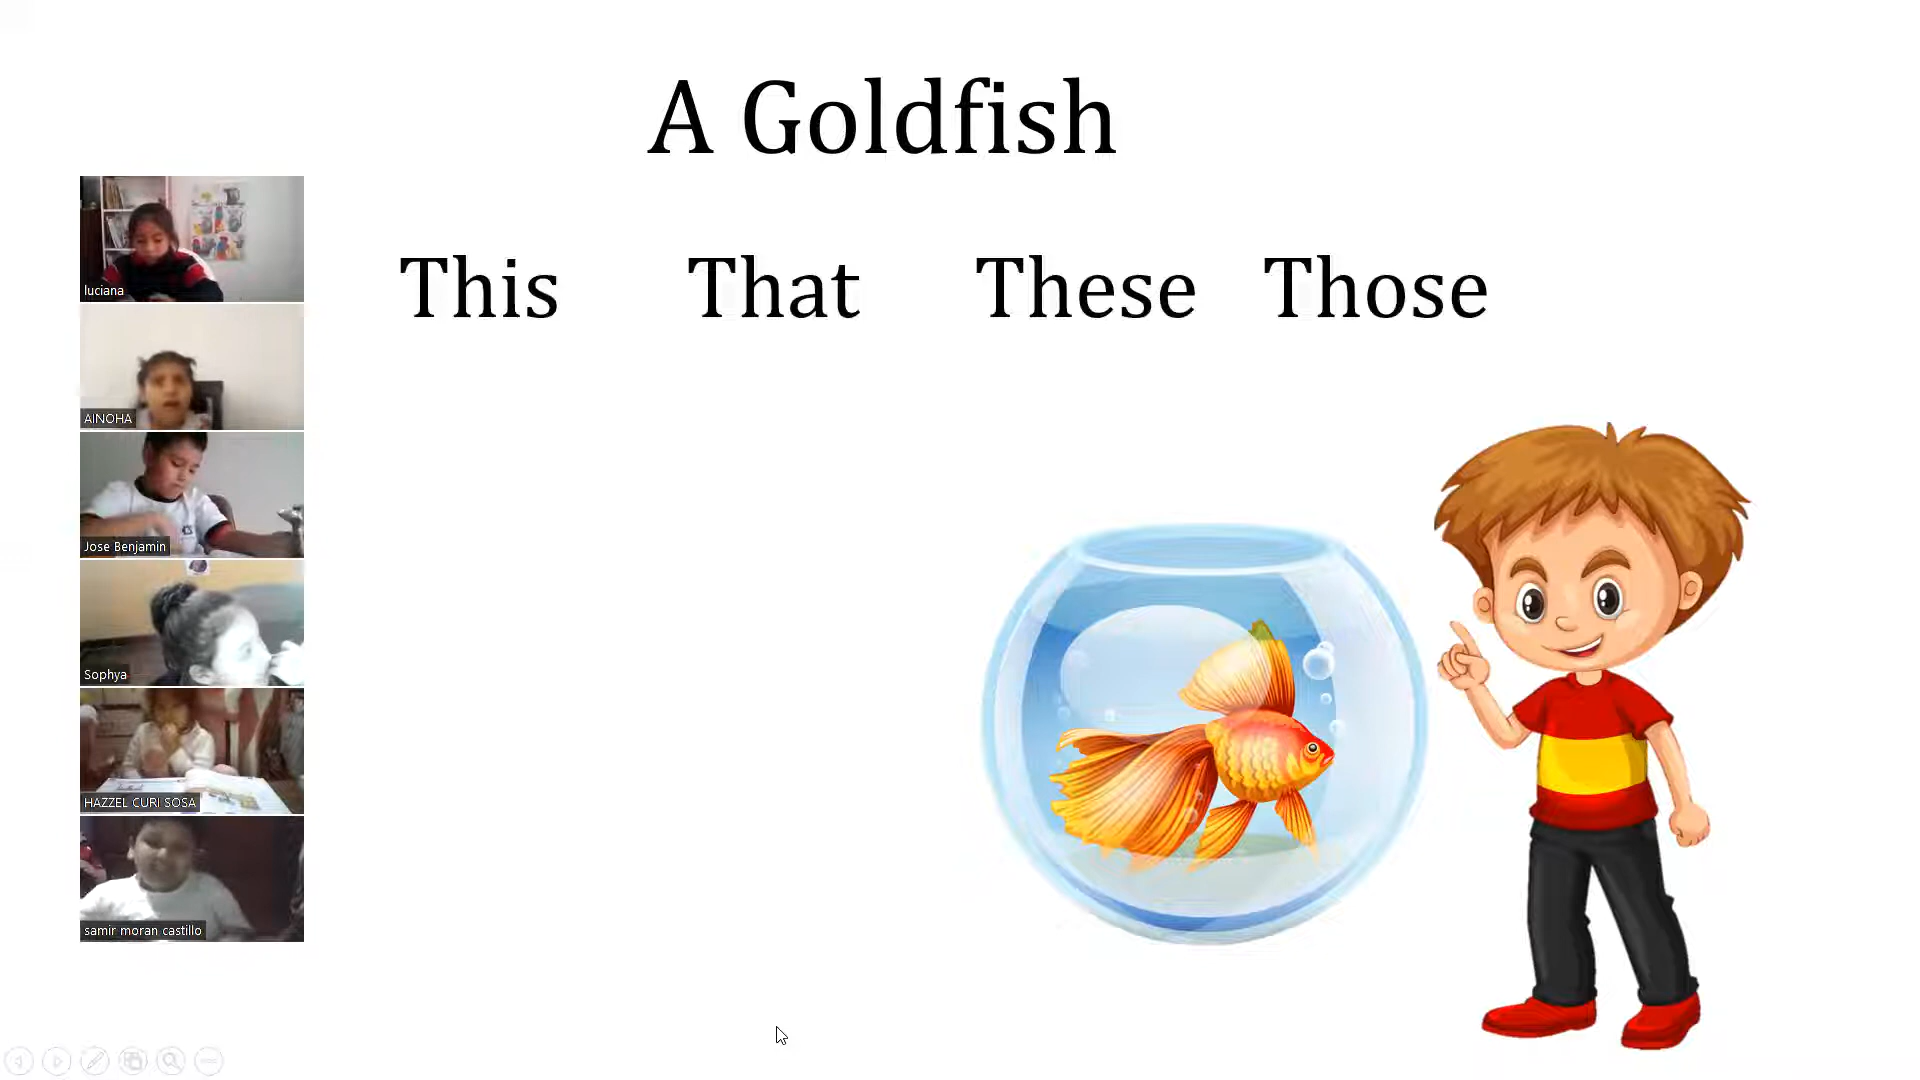 A Goldfish
This That These Those
luciana
AINOHA
Jose Benjamin
Sophya
HAZZEL CURI SOSA
samir moran castillo